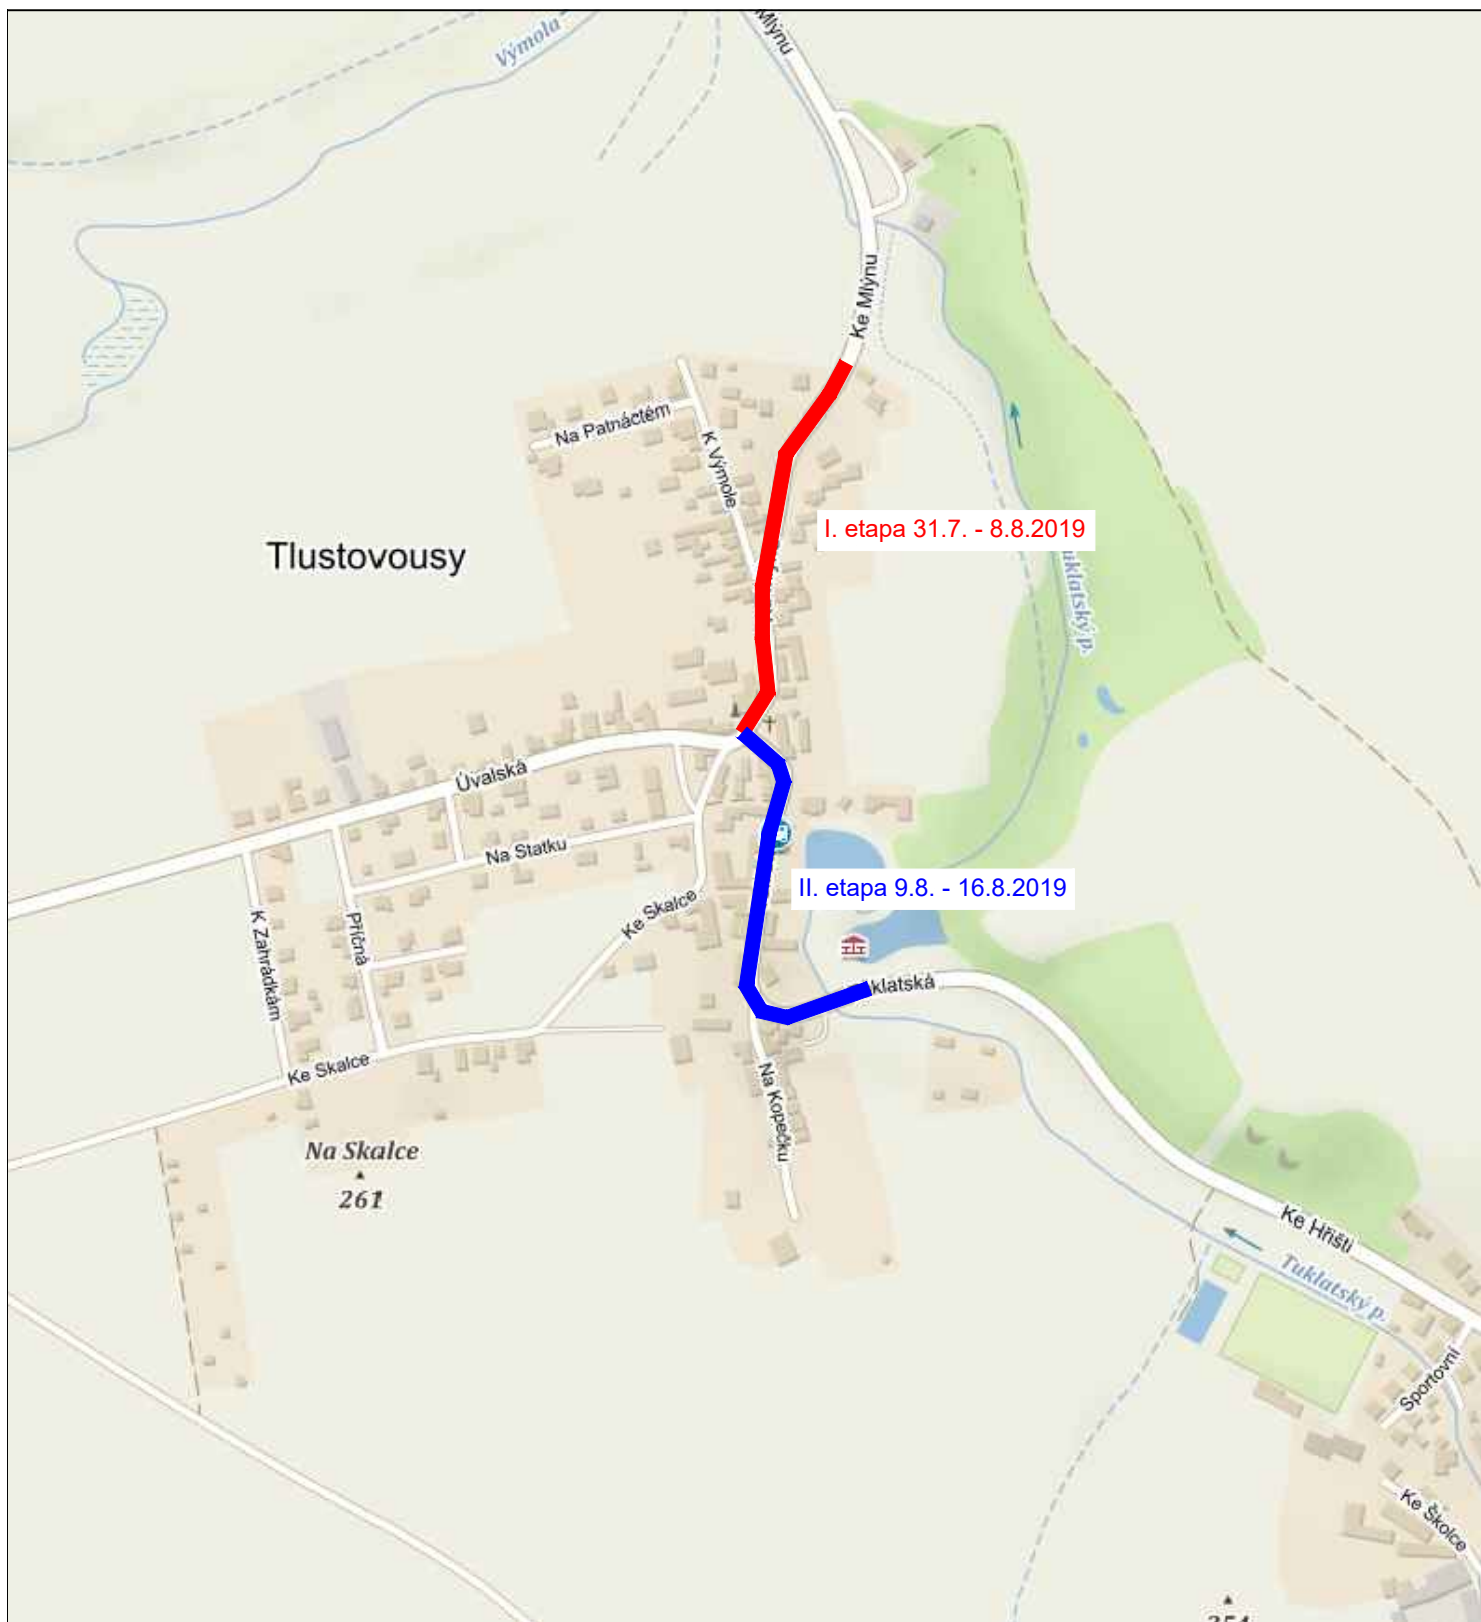 Mlýnu
Výmola
Ke Mlýnu
Na Patnáctém
K Výmole
I. etapa 31.7. - 8.8.2019
Tlustovousy
p.
Úvalská
Na Statku
II. etapa 9.8. - 16.8.2019
Ke Skalce
K Zahrádkám
Příčná
Ke Skalce
Na Kopečku
Na Skalce
261
Ke Hřišti
Tuklatský p.
Sportovní
Ke Školce